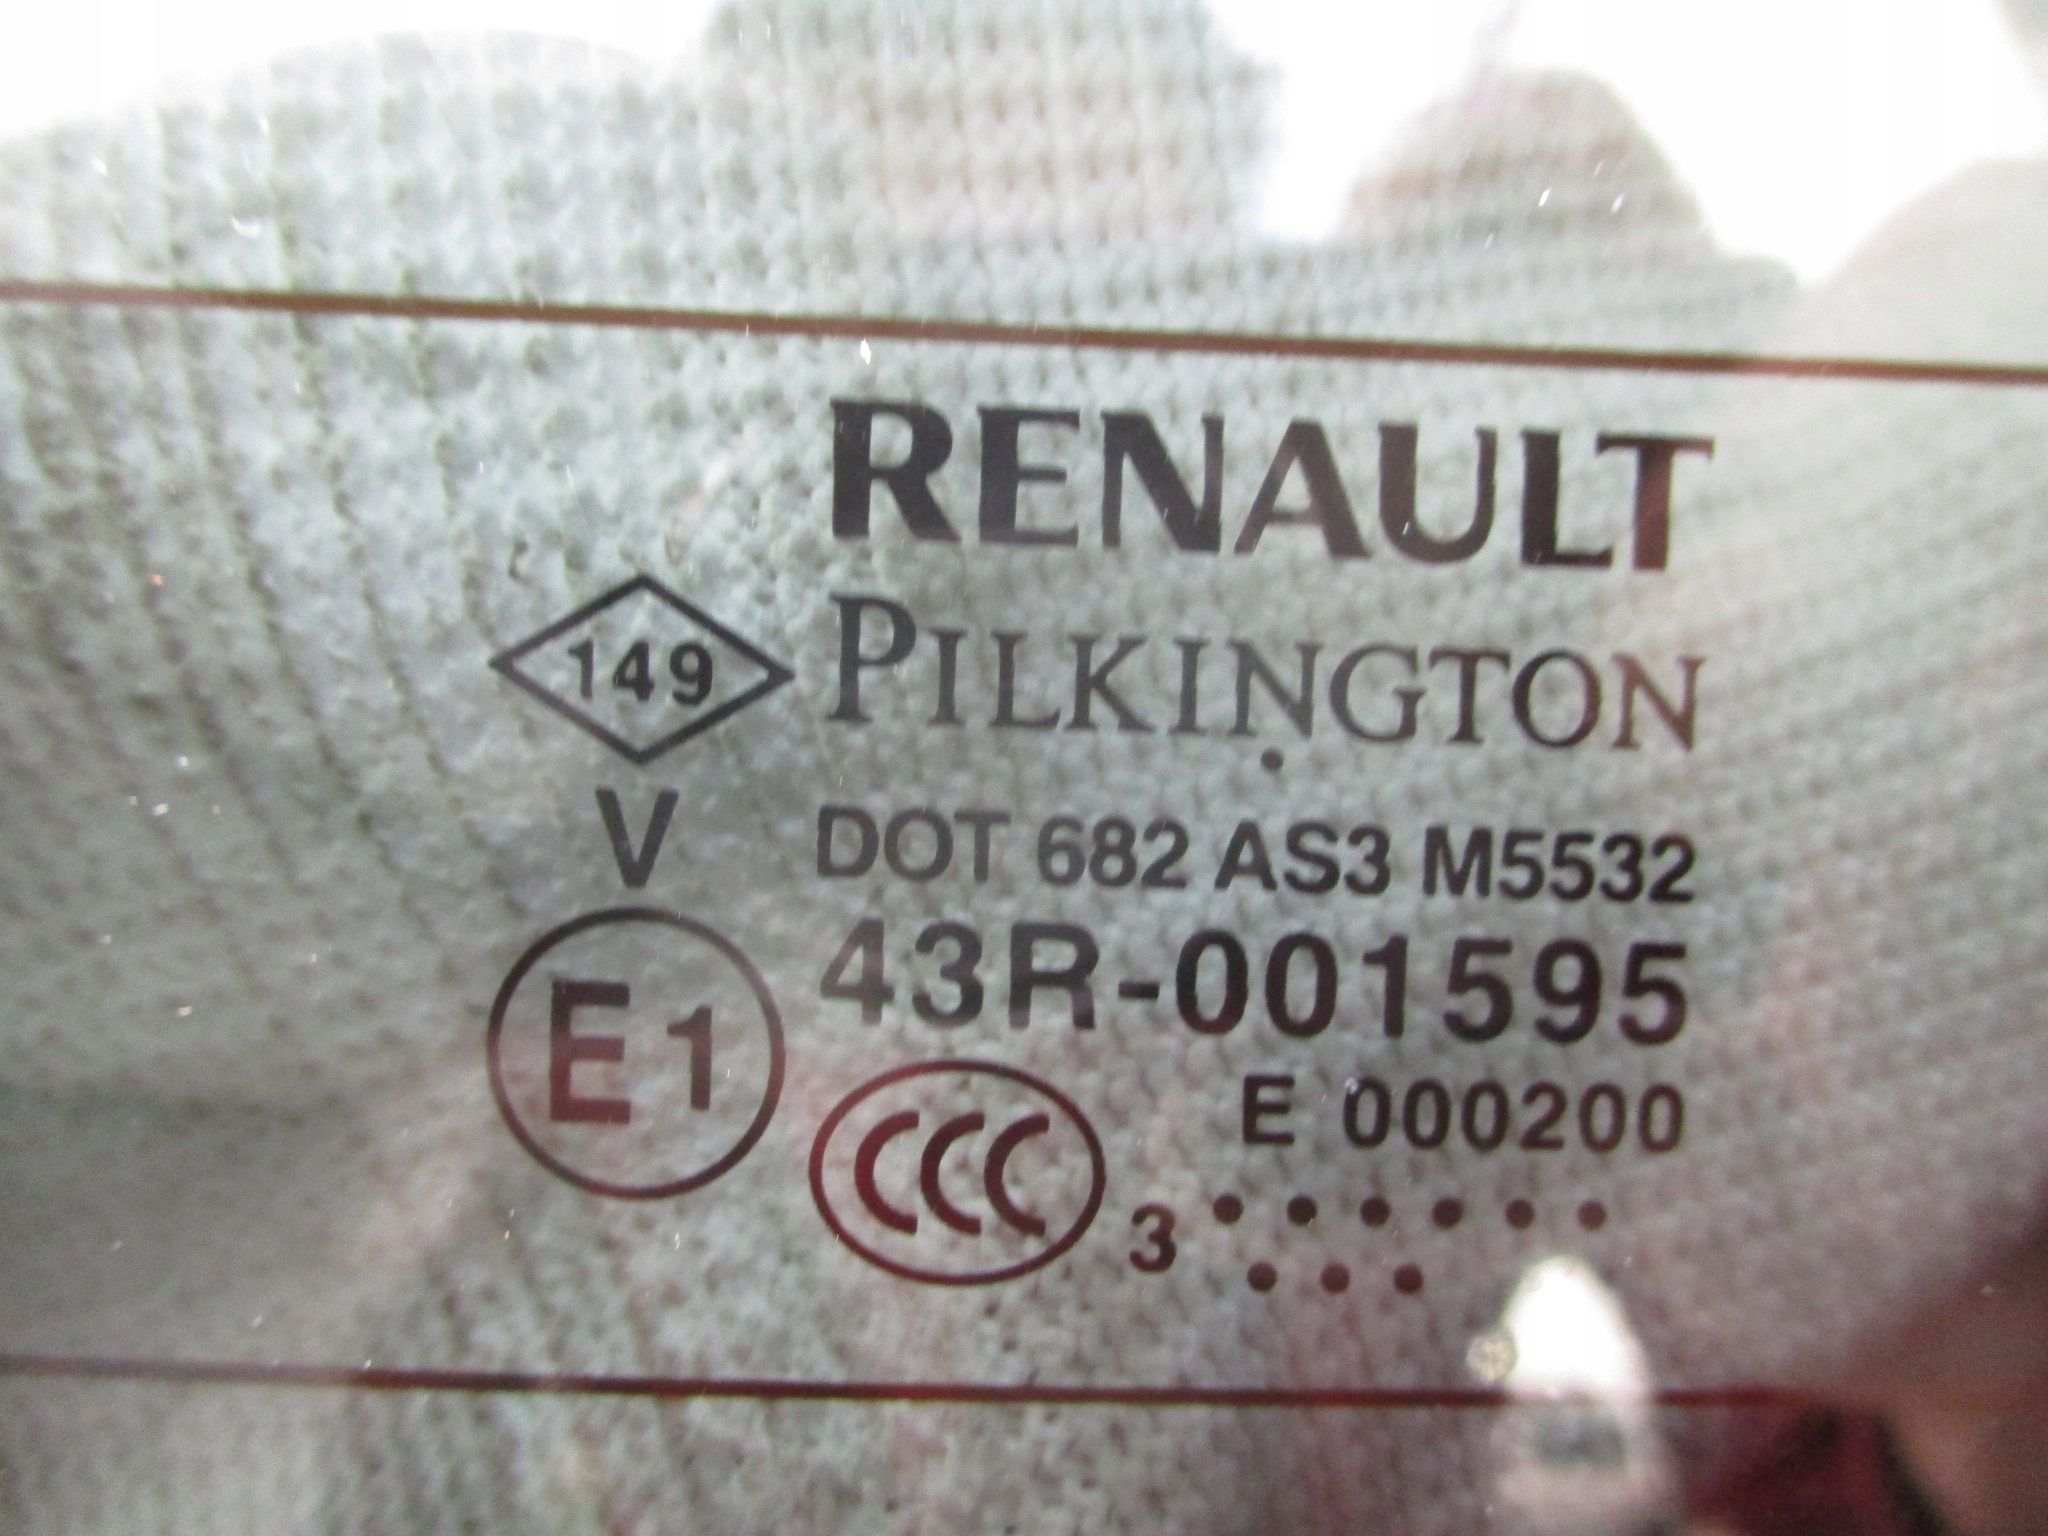 RENAULT
149
PILKINGTON
V
DOT 682 AS3 M5532
E1
43R-001595
E 000200
CCC
3 • • • • • •
• • •